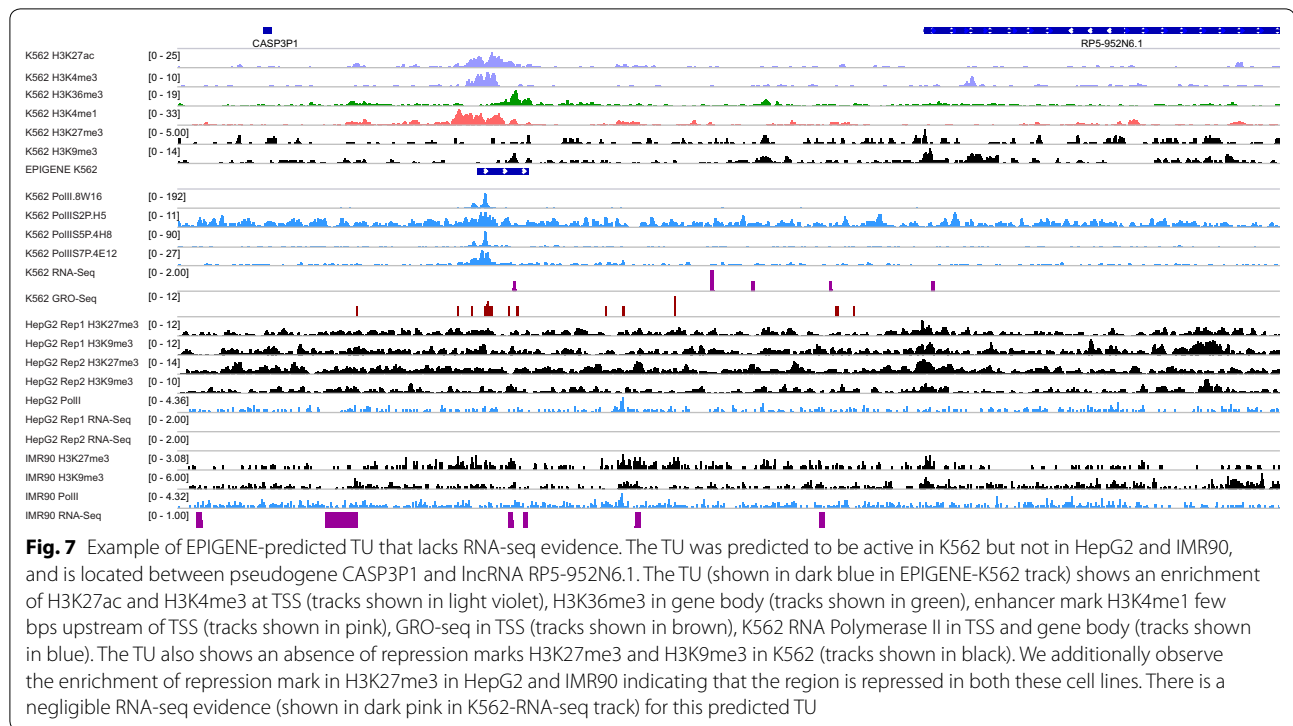 CASP3P1
RP5-952N6.1
K562 H3K27ac [0 - 25]
K562 H3K4me3 [0 - 10]
K562 H3K36me3 [0 - 19]
K562 H3K4me1 [0 - 33]
K562 H3K27me3 [0 - 5.00]
K562 H3K9me3 [0 - 14]
EPIGENE K562
K562 PolII.8W16 [0 - 192]
K562 PolIIS2P.H5 [0 - 11]
K562 PolIIS5P.4H8 [0 - 90]
K562 PolIIS7P.4E12 [0 - 27]
K562 RNA-Seq [0 - 2.00]
K562 GRO-Seq [0 - 12]
HepG2 Rep1 H3K27me3 [0 - 12]
HepG2 Rep1 H3K9me3 [0 - 12]
HepG2 Rep2 H3K27me3 [0 - 14]
HepG2 Rep2 H3K9me3 [0 - 10]
HepG2 PolII [0 - 4.36]
HepG2 Rep1 RNA-Seq [0 - 2.00]
HepG2 Rep2 RNA-Seq [0 - 2.00]
IMR90 H3K27me3 [0 - 3.08]
IMR90 H3K9me3 [0 - 6.00]
IMR90 PolII [0 - 4.32]
IMR90 RNA-Seq [0 - 1.00]
Fig. 7 Example of EPIGENE-predicted TU that lacks RNA-seq evidence. The TU was predicted to be active in K562 but not in HepG2 and IMR90,
and is located between pseudogene CASP3P1 and lncRNA RP5-952N6.1. The TU (shown in dark blue in EPIGENE-K562 track) shows an enrichment
of H3K27ac and H3K4me3 at TSS (tracks shown in light violet), H3K36me3 in gene body (tracks shown in green), enhancer mark H3K4me1 few
bps upstream of TSS (tracks shown in pink), GRO-seq in TSS (tracks shown in brown), K562 RNA Polymerase II in TSS and gene body (tracks shown
in blue). The TU also shows an absence of repression marks H3K27me3 and H3K9me3 in K562 (tracks shown in black). We additionally observe
the enrichment of repression mark in H3K27me3 in HepG2 and IMR90 indicating that the region is repressed in both these cell lines. There is a
negligible RNA-seq evidence (shown in dark pink in K562-RNA-seq track) for this predicted TU